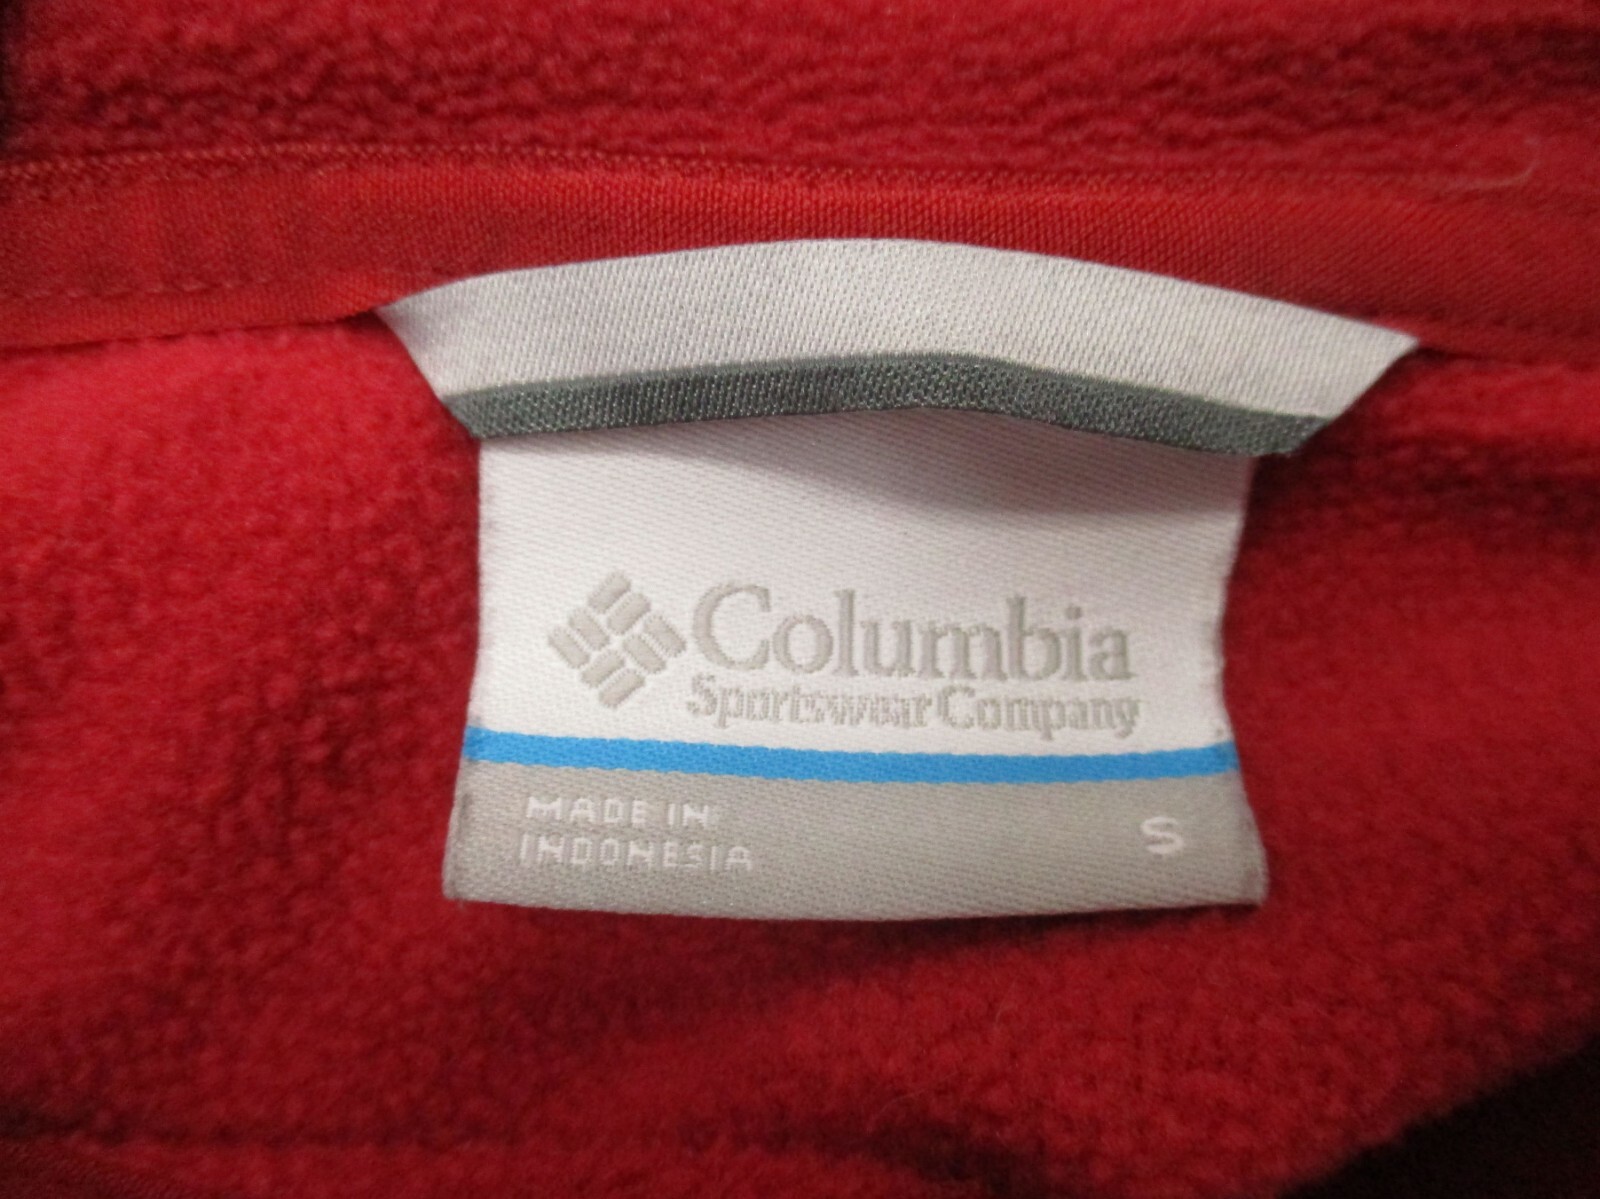 Columbia
Sportswear Company
MADE IN
INDONESIA
S